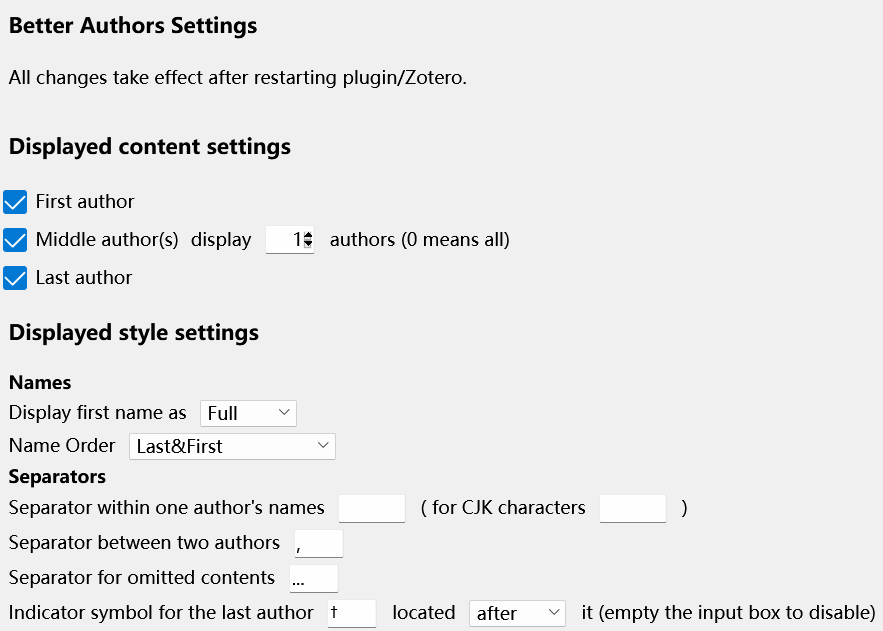 Better Authors Settings
All changes take effect after restarting plugin/Zotero.
Displayed content settings
First author
Middle author(s) display 1 authors (0 means all)
Last author
Displayed style settings
Names
Display first name as Full
Name Order Last&First
Separators
Separator within one author's names ( for CJK characters )
Separator between two authors ,
Separator for omitted contents ...
Indicator symbol for the last author † located after it (empty the input box to disable)